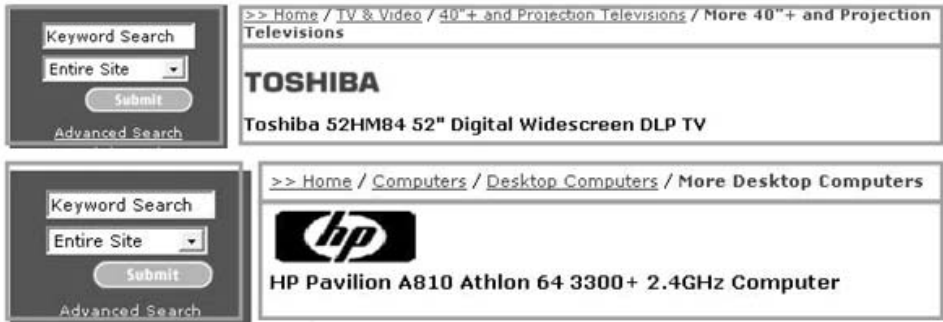 Keyword Search
Entire Site
Submit
Advanced Search
>> Home / TV & Video / 40"+ and Projection Televisions / More 40"+ and Projection
Televisions
TOSHIBA
Toshiba 52HM84 52" Digital Widescreen DLP TV
Keyword Search
Entire Site
Submit
Advanced Search
>> Home / Computers / Desktop Computers / More Desktop Computers
hp
HP Pavilion A810 Athlon 64 3300+ 2.4GHz Computer